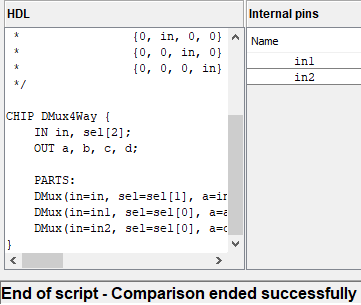 HDL
Internal pins
* {0, in, 0, 0}
* {0, 0, in, 0}
* {0, 0, 0, in}
*/
CHIP DMux4Way {
IN in, sel[2];
OUT a, b, c, d;
PARTS:
DMux(in=in, sel=sel[1], a=in
DMux(in=in1, sel=sel[0], a=a
DMux(in=in2, sel=sel[0], a=c
}
Name
in1
in2
End of script - Comparison ended successfully